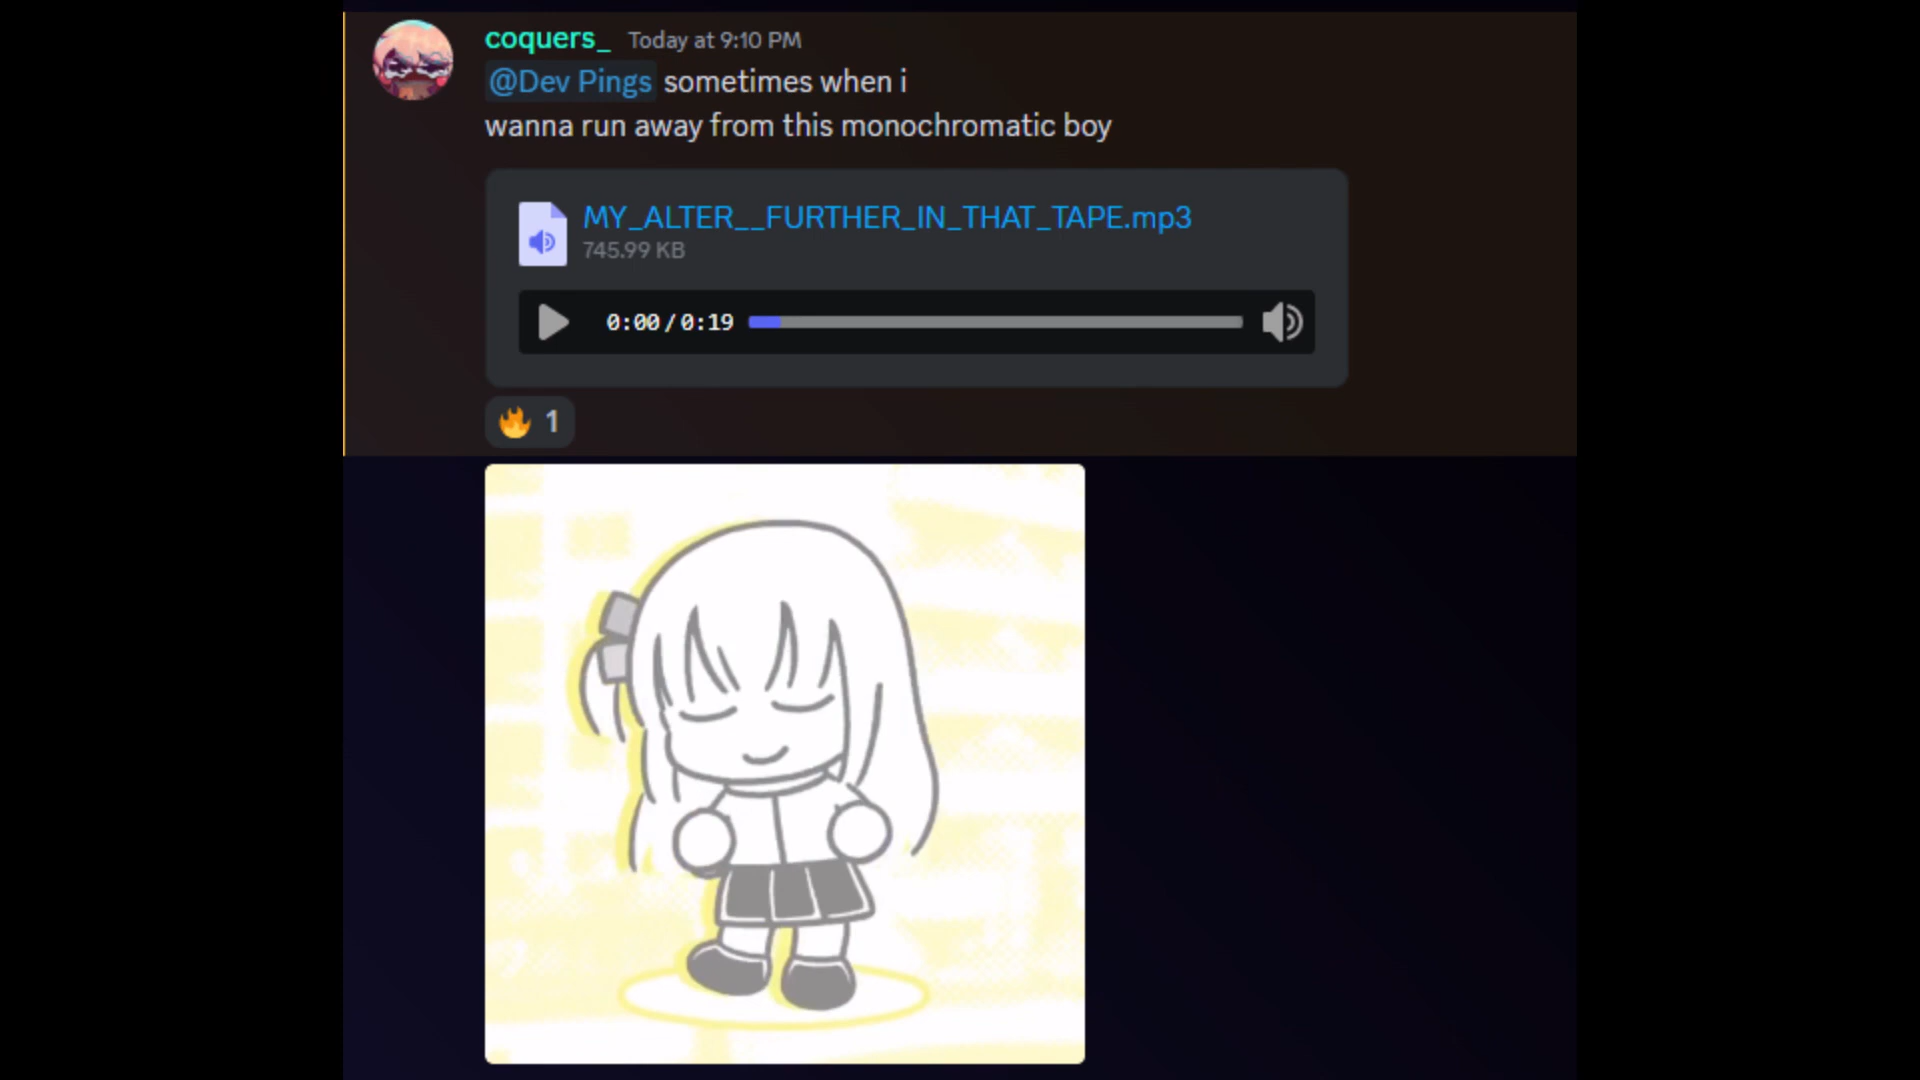 coquers_ Today at 9:10 PM
@Dev Pings sometimes when i
wanna run away from this monochromatic boy
MY_ALTER__FURTHER_IN_THAT_TAPE.mp3
745.99 KB
0:00/0:19
1